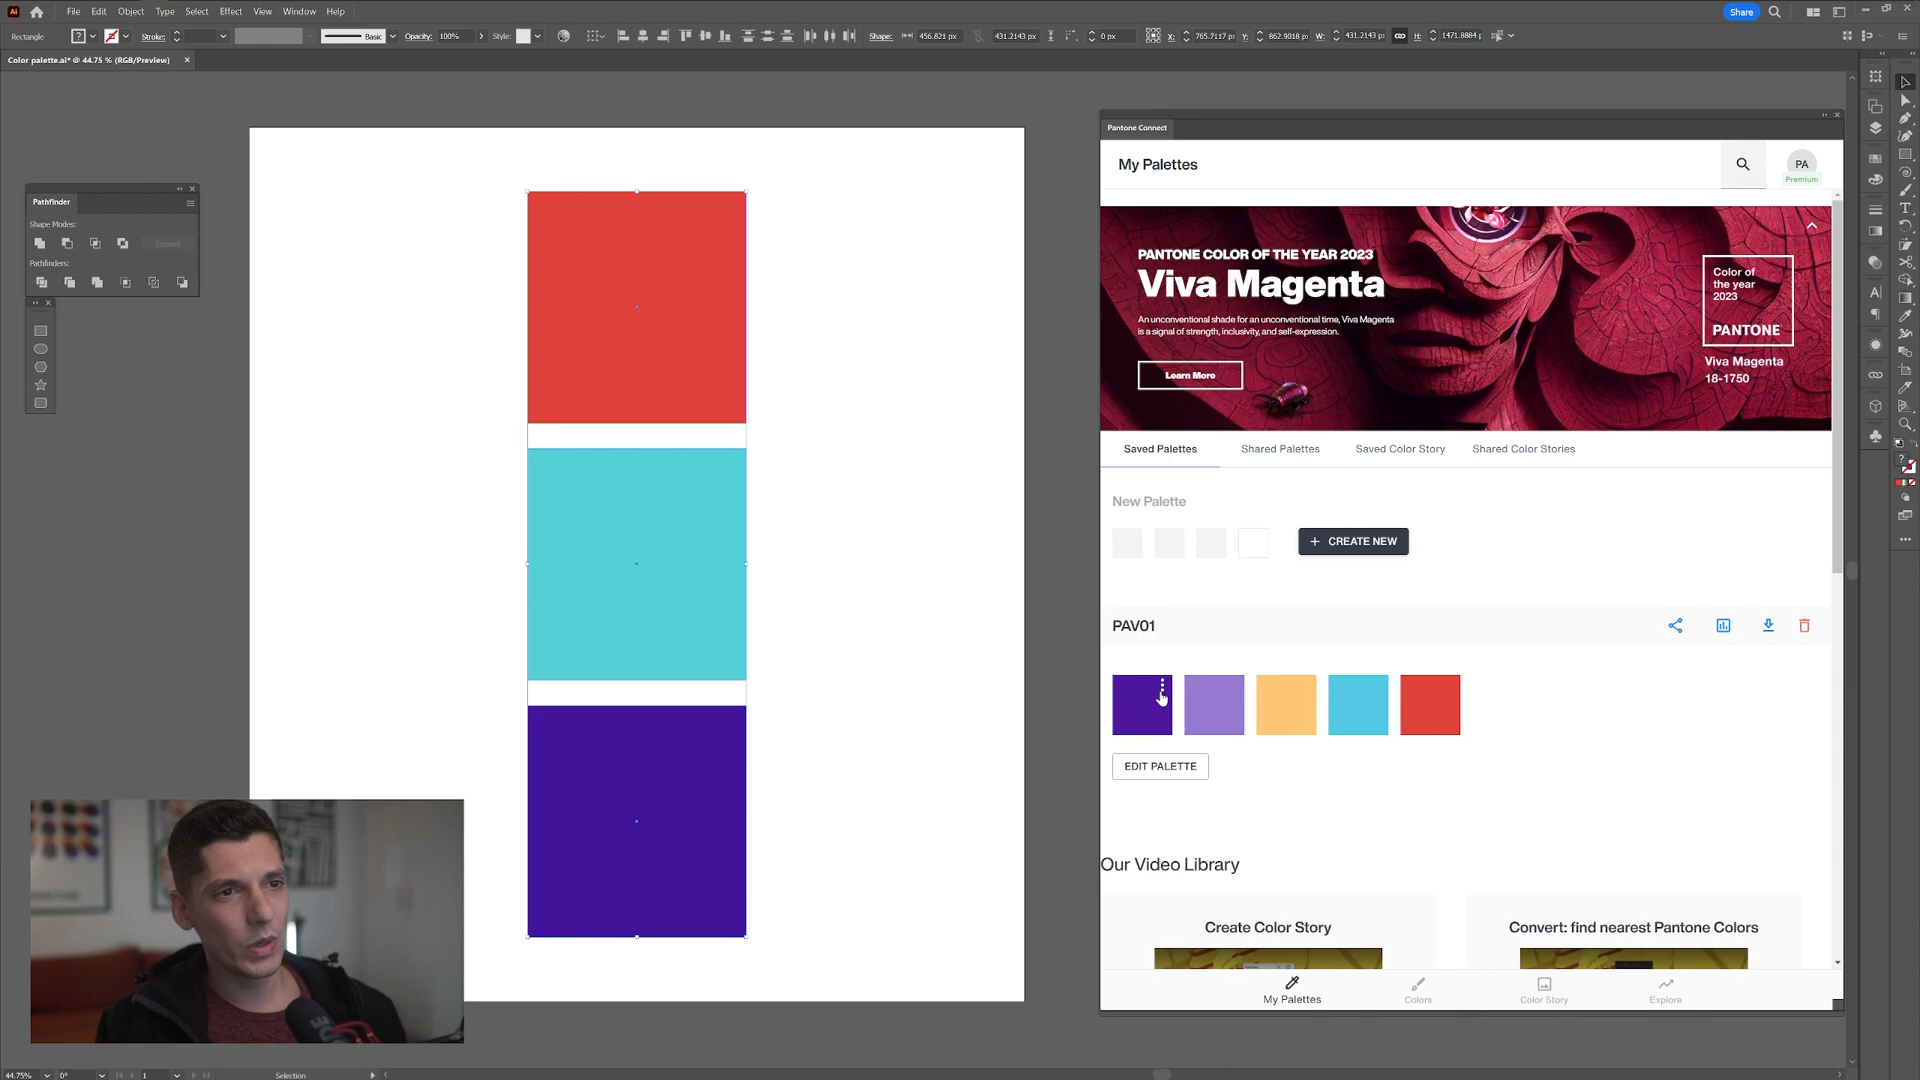 Ai File Edit Object Type Select Effect View Window Help Share
Rectangle ? Stroke: Basic Opacity: 100% Style: Shape: 456.821 px 431.2143 px 0 px X: 765.7117 p: Y: 862.9018 p: W: 431.2143 p: H: 1471.8884 p
Color palette.ai* @ 44.75 % (RGB/Preview)
Pathfinder
Shape Modes:
Expand
Pathfinders:
Pantone Connect
My Palettes
PA
Premium
PANTONE COLOR OF THE YEAR 2023
Viva Magenta
An unconventional shade for an unconventional time, Viva Magenta
is a signal of strength, inclusivity, and self-expression.
Learn More
Color of
the year
2023
PANTONE
Viva Magenta
18-1750
Saved Palettes Shared Palettes Saved Color Story Shared Color Stories
New Palette
+ CREATE NEW
PAV01
EDIT PALETTE
Our Video Library
Create Color Story
Convert: find nearest Pantone Colors
My Palettes Colors Color Story Explore
44.75% 0° 1 Selection